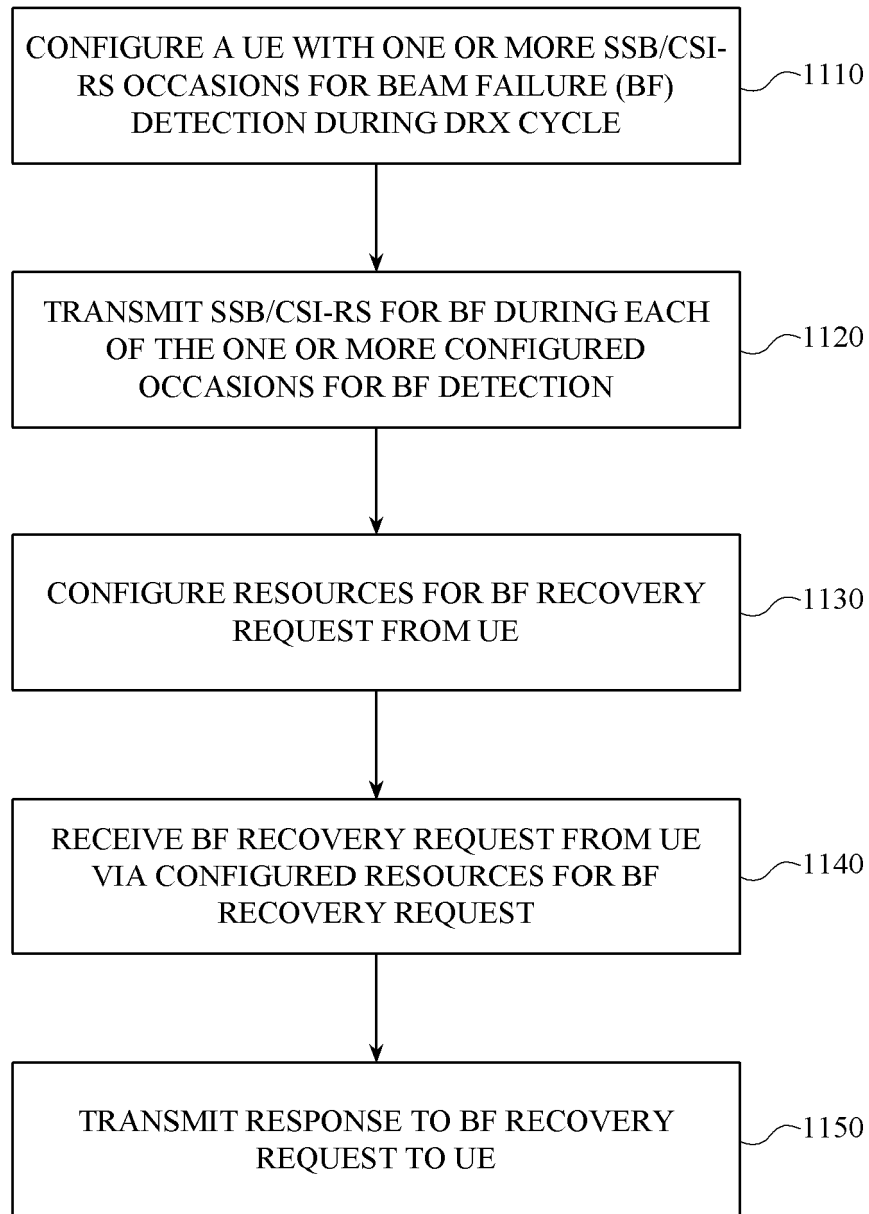 CONFIGURE A UE WITH ONE OR MORE SSB/CSI-
RS OCCASIONS FOR BEAM FAILURE (BF)
DETECTION DURING DRX CYCLE
1110
TRANSMIT SSB/CSI-RS FOR BF DURING EACH
OF THE ONE OR MORE CONFIGURED
OCCASIONS FOR BF DETECTION
1120
CONFIGURE RESOURCES FOR BF RECOVERY
REQUEST FROM UE
1130
RECEIVE BF RECOVERY REQUEST FROM UE
VIA CONFIGURED RESOURCES FOR BF
RECOVERY REQUEST
1140
TRANSMIT RESPONSE TO BF RECOVERY
REQUEST TO UE
1150